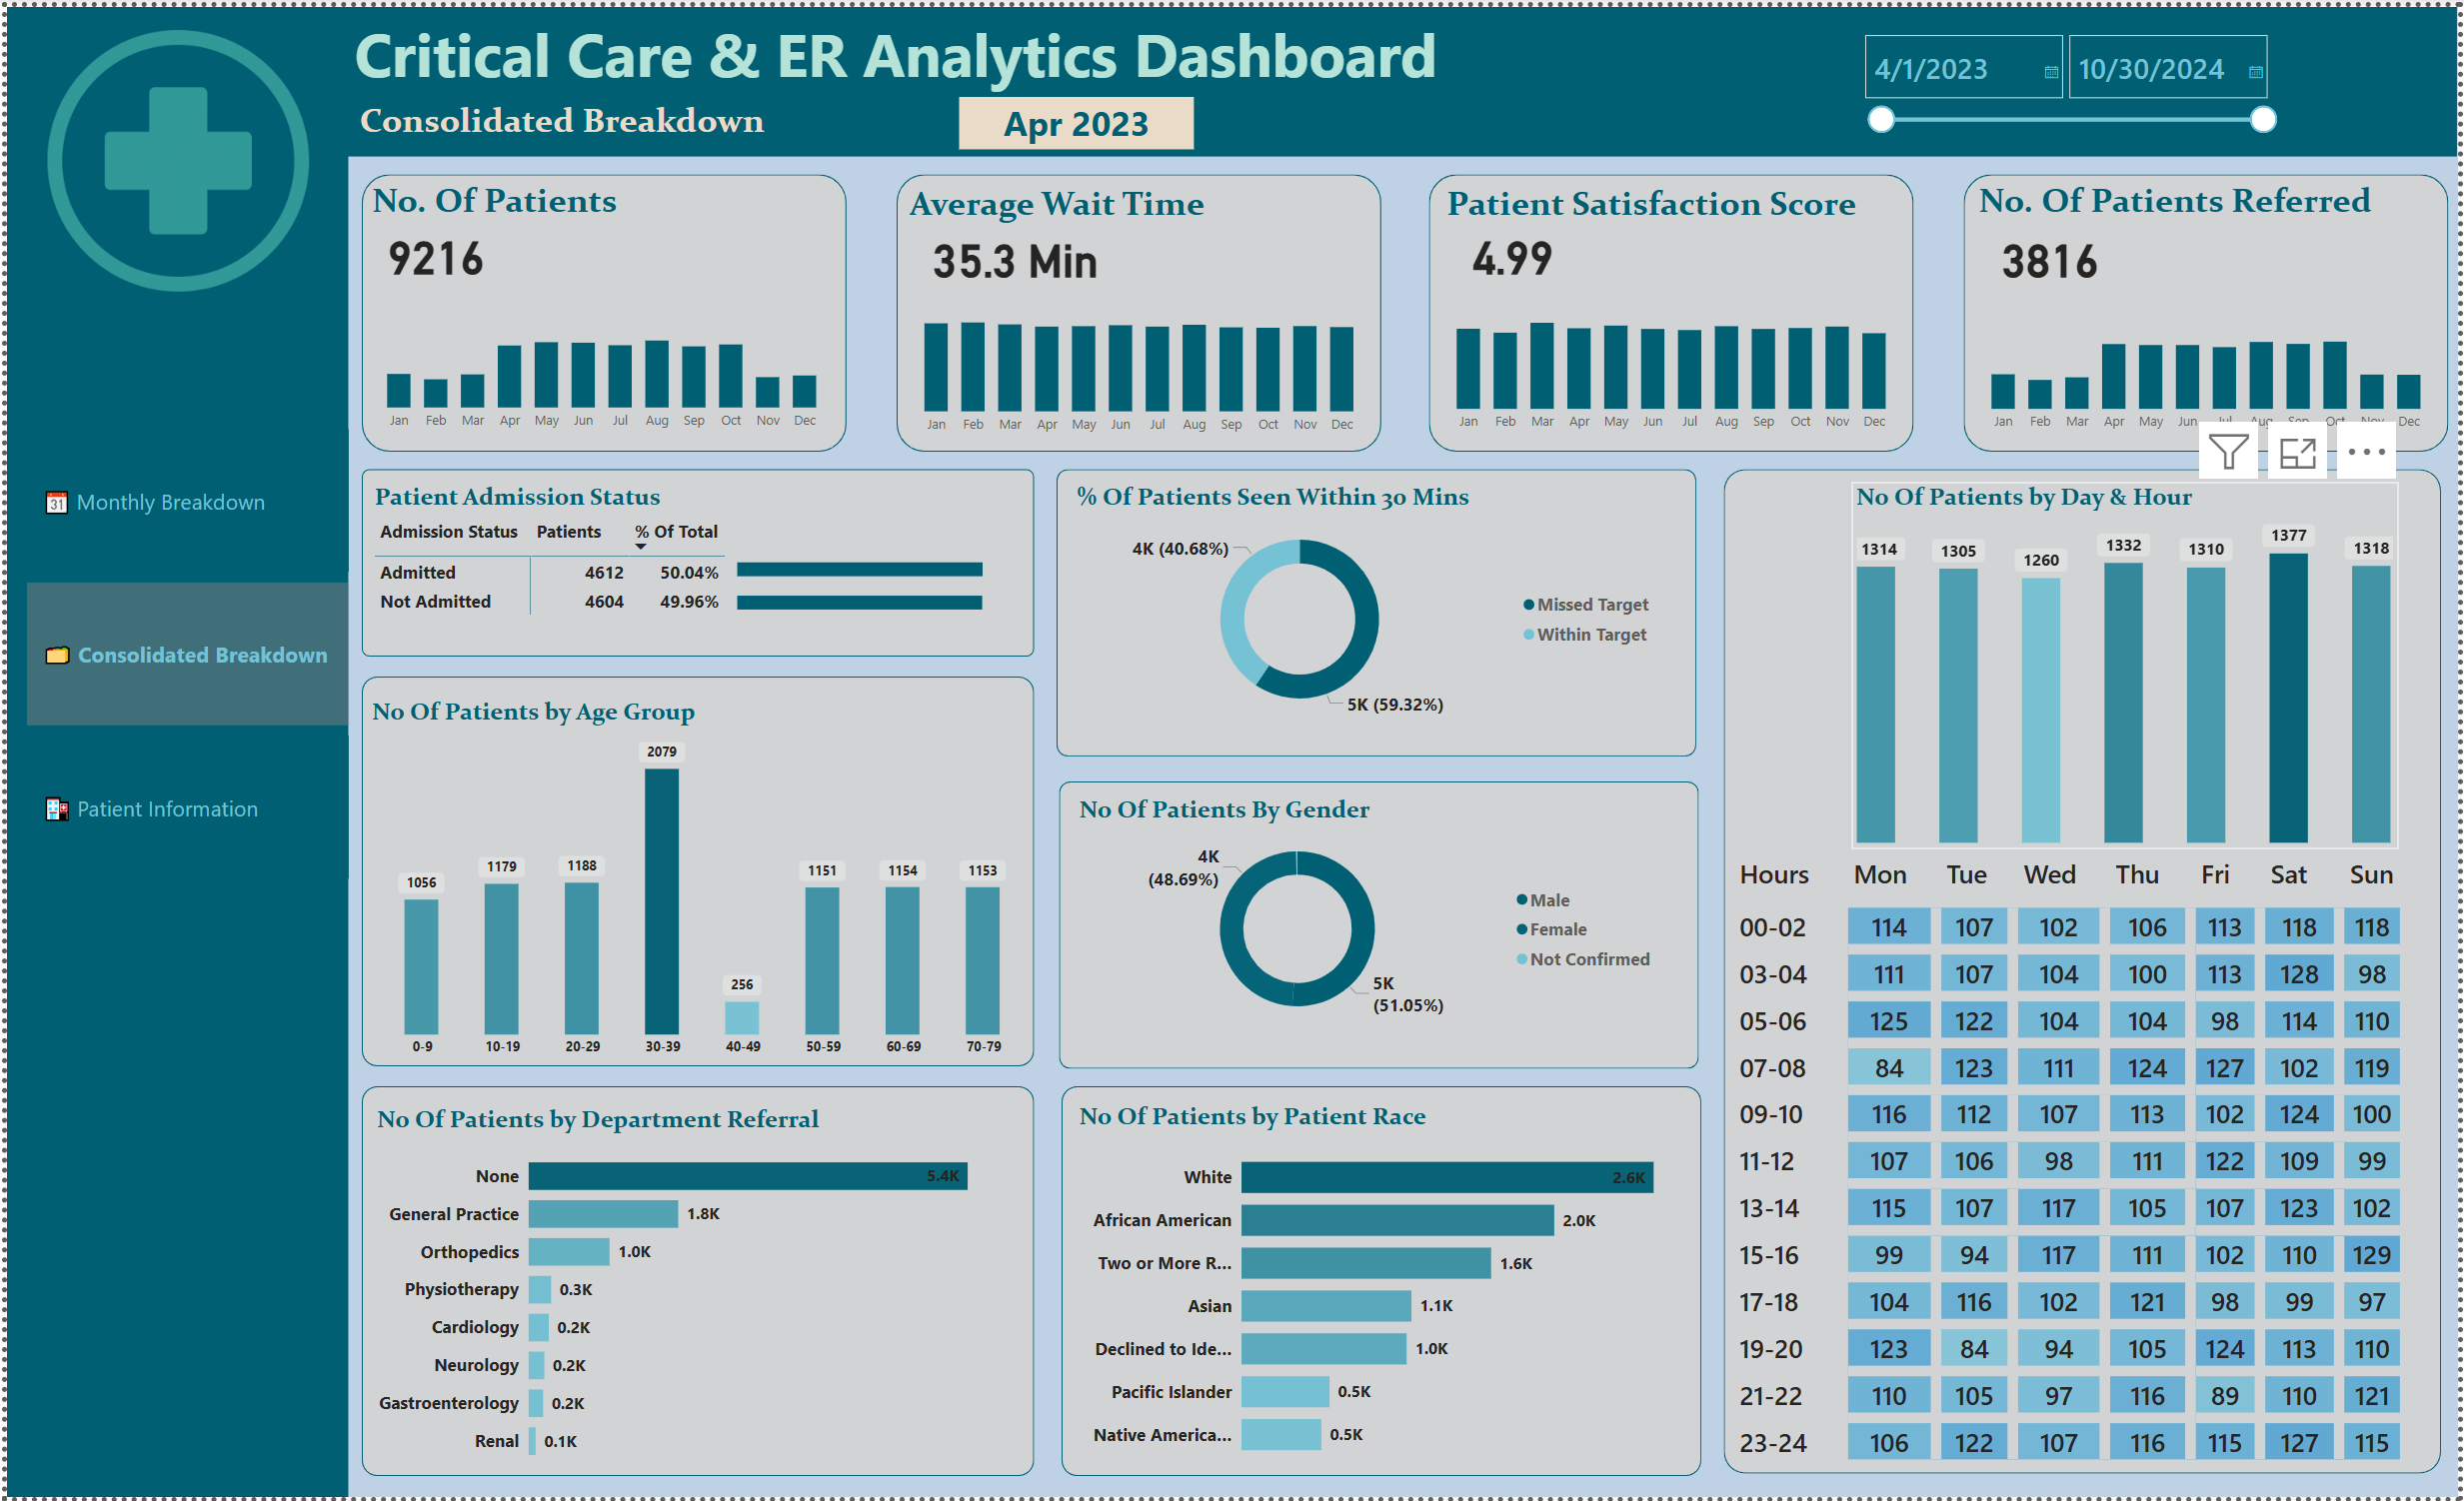 Critical Care & ER Analytics Dashboard
Consolidated Breakdown
Apr 2023
4/1/2023
10/30/2024
31 Monthly Breakdown
Consolidated Breakdown
Patient Information
No. Of Patients
9216
Jan Feb Mar Apr May Jun Jul Aug Sep Oct Nov Dec
Average Wait Time
35.3 Min
Jan Feb Mar Apr May Jun Jul Aug Sep Oct Nov Dec
Patient Satisfaction Score
4.99
Jan Feb Mar Apr May Jun Jul Aug Sep Oct Nov Dec
No. Of Patients Referred
3816
Jan Feb Mar Apr May Jun Jul Aug Sep Oct Nov Dec
Patient Admission Status
Admission Status Patients % Of Total
Admitted 4612 50.04%
Not Admitted 4604 49.96%
% Of Patients Seen Within 30 Mins
4K (40.68%)
5K (59.32%)
Missed Target
Within Target
No Of Patients by Age Group
1056 1179 1188 2079 256 1151 1154 1153
0-9 10-19 20-29 30-39 40-49 50-59 60-69 70-79
No Of Patients By Gender
4K
(48.69%)
5K
(51.05%)
Male
Female
Not Confirmed
No Of Patients by Department Referral
None 5.4K
General Practice 1.8K
Orthopedics 1.0K
Physiotherapy 0.3K
Cardiology 0.2K
Neurology 0.2K
Gastroenterology 0.2K
Renal 0.1K
No Of Patients by Patient Race
White 2.6K
African American 2.0K
Two or More R... 1.6K
Asian 1.1K
Declined to Ide... 1.0K
Pacific Islander 0.5K
Native America... 0.5K
No Of Patients by Day & Hour
1314 1305 1260 1332 1310 1377 1318
Hours Mon Tue Wed Thu Fri Sat Sun
00-02 114 107 102 106 113 118 118
03-04 111 107 104 100 113 128 98
05-06 125 122 104 104 98 114 110
07-08 84 123 111 124 127 102 119
09-10 116 112 107 113 102 124 100
11-12 107 106 98 111 122 109 99
13-14 115 107 117 105 107 123 102
15-16 99 94 117 111 102 110 129
17-18 104 116 102 121 98 99 97
19-20 123 84 94 105 124 113 110
21-22 110 105 97 116 89 110 121
23-24 106 122 107 116 115 127 115